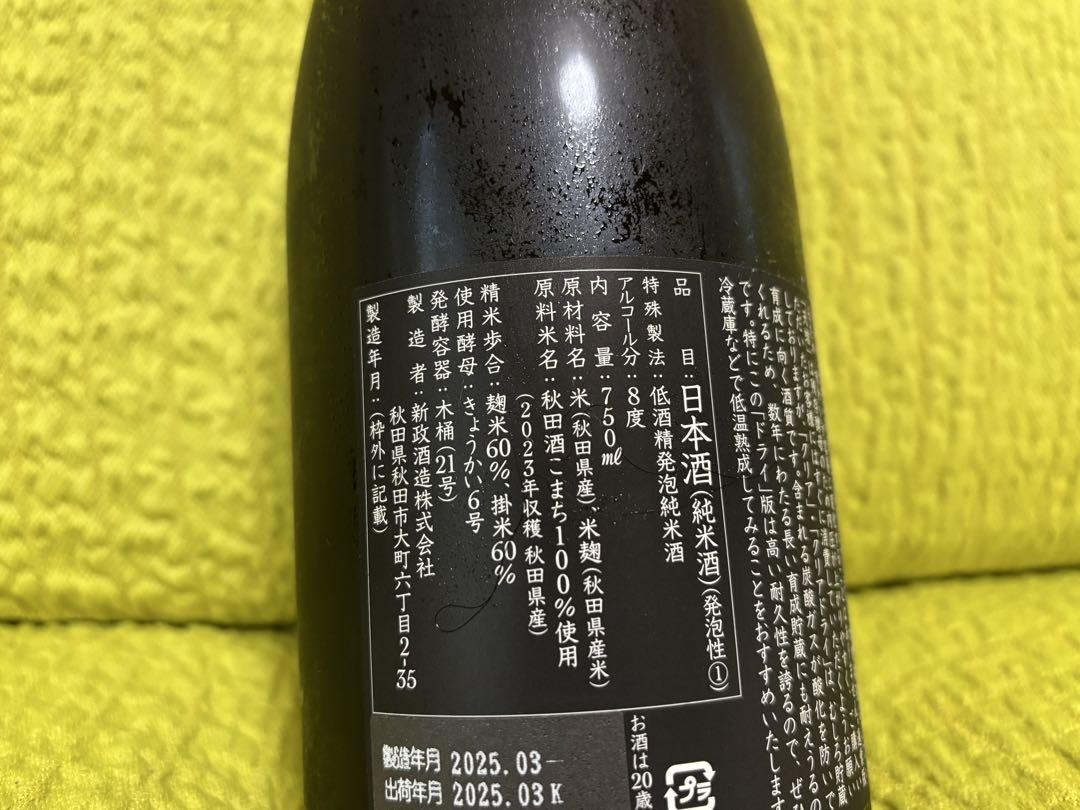 育成に向く酒質です。含まれる炭酸ガスが酸化を防いで
くれるため、数年にわたる長い育成貯蔵にも耐えうるの
です。特にこの「ドライ」版は高い耐久性を誇るので、ぜひ
冷蔵庫などで低温熟成してみることをおすすめいたします
品目:日本酒(純米酒)(発泡性①)
特殊製法:低酒精発泡純米酒
アルコール分:8度
内容量:750ml
原材料名:米(秋田県産)、米麹(秋田県産米)
原料米名:秋田酒こまち100%使用
(2023年収穫 秋田県産)
精米歩合:麹米60%、掛米60%
使用酵母:きょうかい6号
発酵容器:木桶(21号)
製造者:新政酒造株式会社
秋田県秋田市大町六丁目2-35
製造年月:(枠外に記載)
製造年月 2025.03
出荷年月 2025.03K
お酒は20歳
プラ